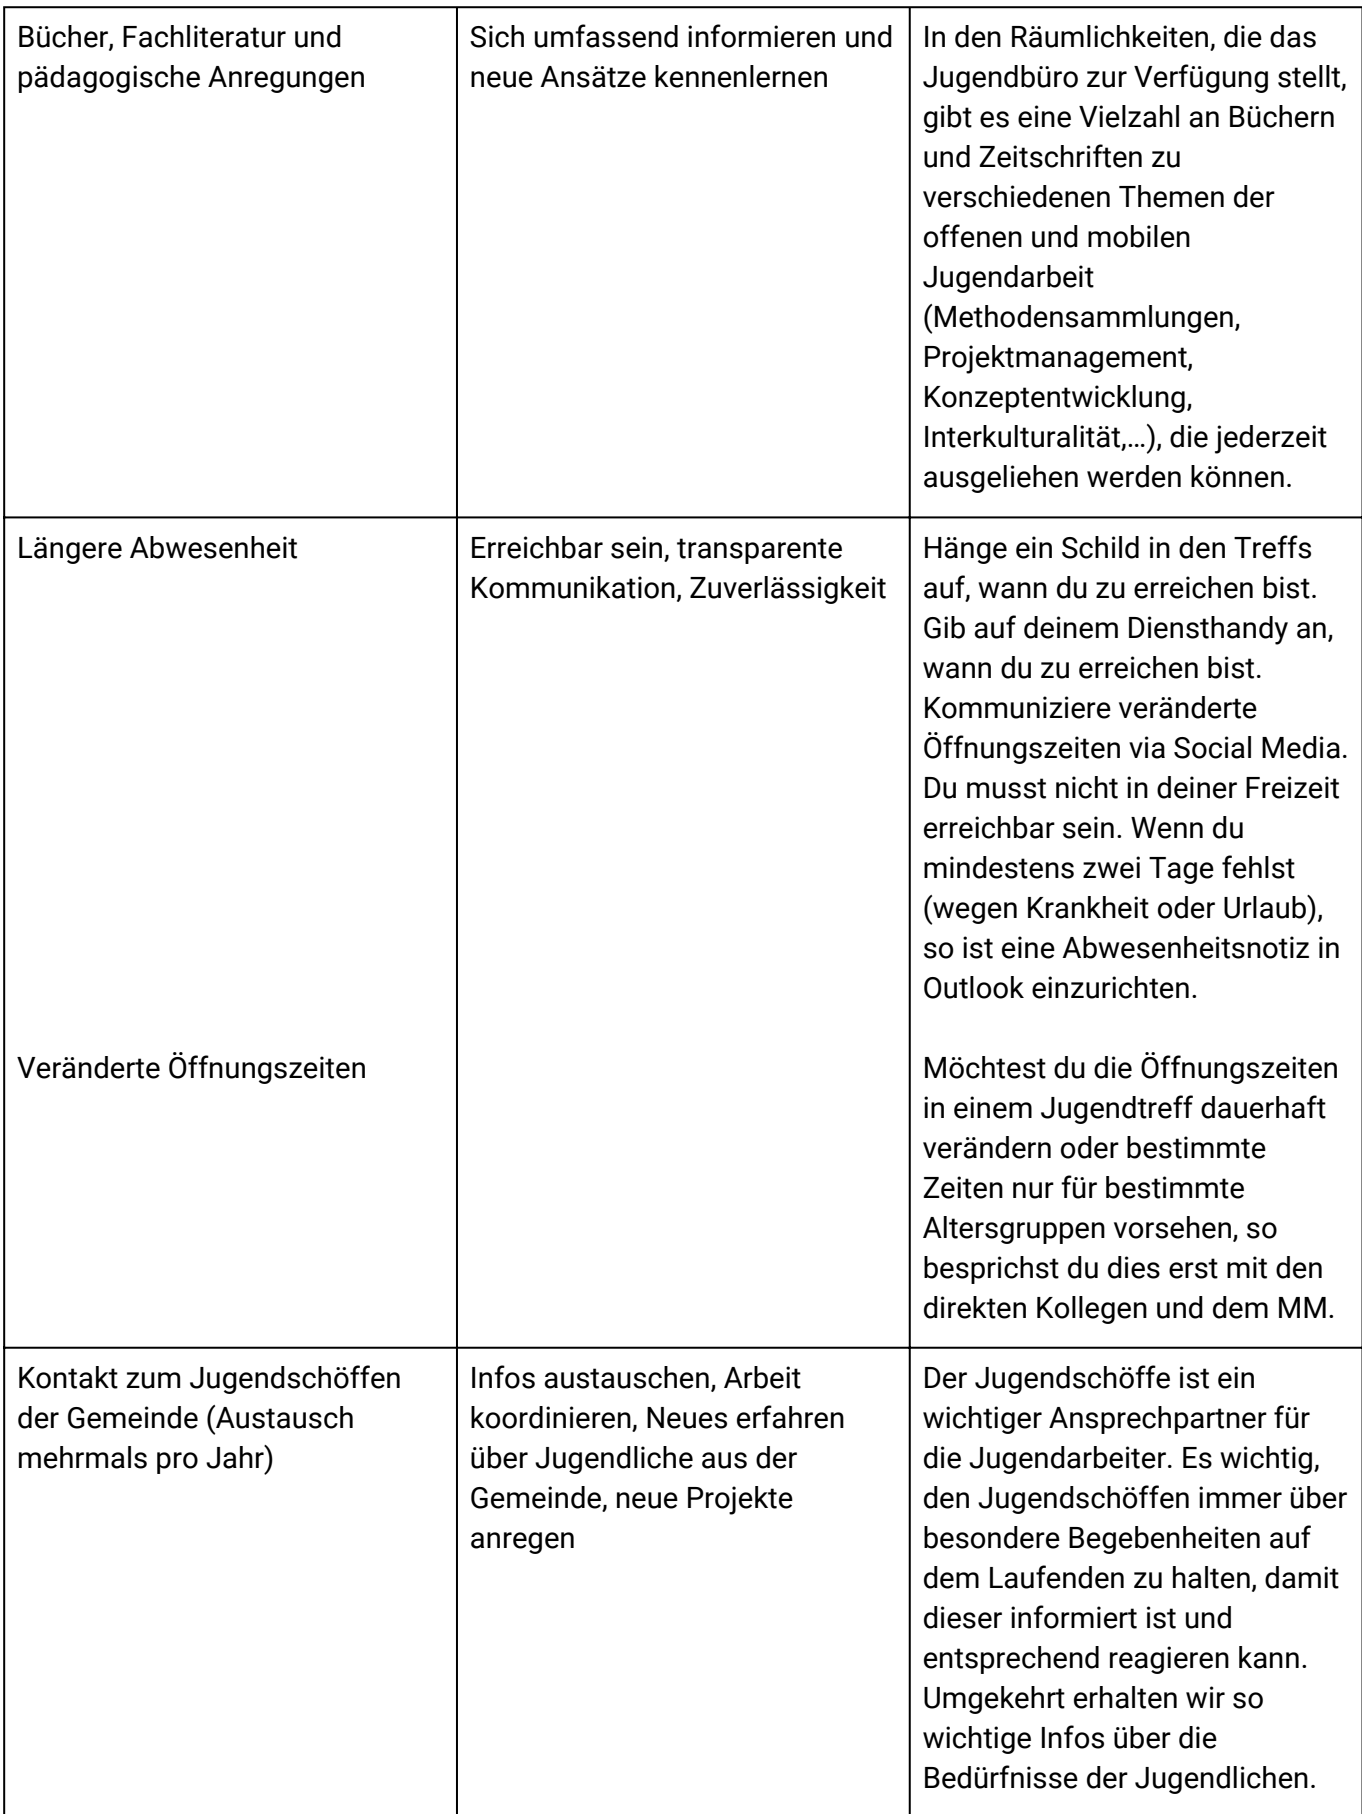 Bücher, Fachliteratur und
pädagogische Anregungen
Sich umfassend informieren und
neue Ansätze kennenlernen
In den Räumlichkeiten, die das
Jugendbüro zur Verfügung stellt,
gibt es eine Vielzahl an Büchern
und Zeitschriften zu
verschiedenen Themen der
offenen und mobilen
Jugendarbeit
(Methodensammlungen,
Projektmanagement,
Konzeptentwicklung,
Interkulturalität,…), die jederzeit
ausgeliehen werden können.
Längere Abwesenheit
Erreichbar sein, transparente
Kommunikation, Zuverlässigkeit
Hänge ein Schild in den Treffs
auf, wann du zu erreichen bist.
Gib auf deinem Diensthandy an,
wann du zu erreichen bist.
Kommuniziere veränderte
Öffnungszeiten via Social Media.
Du musst nicht in deiner Freizeit
erreichbar sein. Wenn du
mindestens zwei Tage fehlst
(wegen Krankheit oder Urlaub),
so ist eine Abwesenheitsnotiz in
Outlook einzurichten.
Veränderte Öffnungszeiten
Möchtest du die Öffnungszeiten
in einem Jugendtreff dauerhaft
verändern oder bestimmte
Zeiten nur für bestimmte
Altersgruppen vorsehen, so
besprichst du dies erst mit den
direkten Kollegen und dem MM.
Kontakt zum Jugendschöffen
der Gemeinde (Austausch
mehrmals pro Jahr)
Infos austauschen, Arbeit
koordinieren, Neues erfahren
über Jugendliche aus der
Gemeinde, neue Projekte
anregen
Der Jugendschöffe ist ein
wichtiger Ansprechpartner für
die Jugendarbeiter. Es wichtig,
den Jugendschöffen immer über
besondere Begebenheiten auf
dem Laufenden zu halten, damit
dieser informiert ist und
entsprechend reagieren kann.
Umgekehrt erhalten wir so
wichtige Infos über die
Bedürfnisse der Jugendlichen.